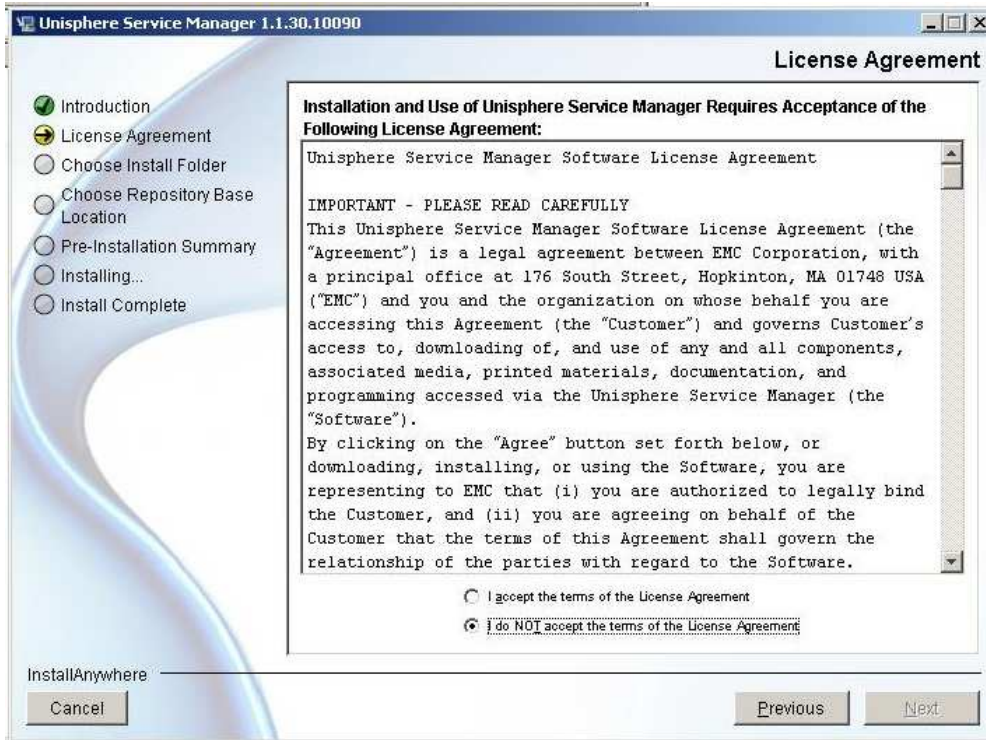 Unisphere Service Manager 1.1.30.10090
License Agreement
Introduction
License Agreement
Choose Install Folder
Choose Repository Base
Location
Pre-Installation Summary
Installing...
Install Complete
Installation and Use of Unisphere Service Manager Requires Acceptance of the
Following License Agreement:
Unisphere Service Manager Software License Agreement
IMPORTANT - PLEASE READ CAREFULLY
This Unisphere Service Manager Software License Agreement (the
"Agreement") is a legal agreement between EMC Corporation, with
a principal office at 176 South Street, Hopkinton, MA 01748 USA
("EMC") and you and the organization on whose behalf you are
accessing this Agreement (the "Customer") and governs Customer's
access to, downloading of, and use of any and all components,
associated media, printed materials, documentation, and
programming accessed via the Unisphere Service Manager (the
"Software").
By clicking on the "Agree" button set forth below, or
downloading, installing, or using the Software, you are
representing to EMC that (i) you are authorized to legally bind
the Customer, and (ii) you are agreeing on behalf of the
Customer that the terms of this Agreement shall govern the
relationship of the parties with regard to the Software.
I accept the terms of the License Agreement
I do NOT accept the terms of the License Agreement
InstallAnywhere
Cancel
Previous
Next